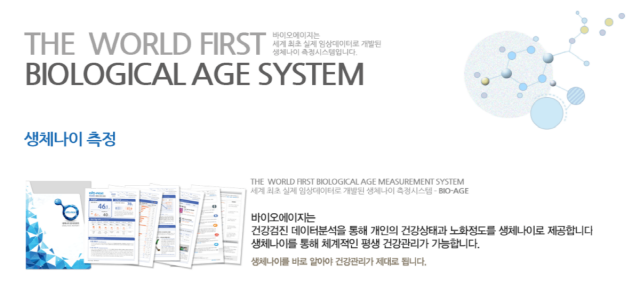 THE WORLD FIRST
바이오에이지는
세계 최초 실제 임상데이터로 개발된
생체나이 측정시스템입니다.
BIOLOGICAL AGE SYSTEM
생체나이 측정
THE WORLD FIRST BIOLOGICAL AGE MEASUREMENT SYSTEM
세계 최초 실제 임상데이터로 개발된 생체나이 측정시스템 - BIO-AGE
바이오에이지는
건강검진 데이터분석을 통해 개인의 건강상태과 노화정도를 생체나이로 제공합니다
생체나이를 통해 체계적인 평생 건강관리가 가능합니다.
생체나이를 바로 알아야 건강관리가 제대로 됩니다.